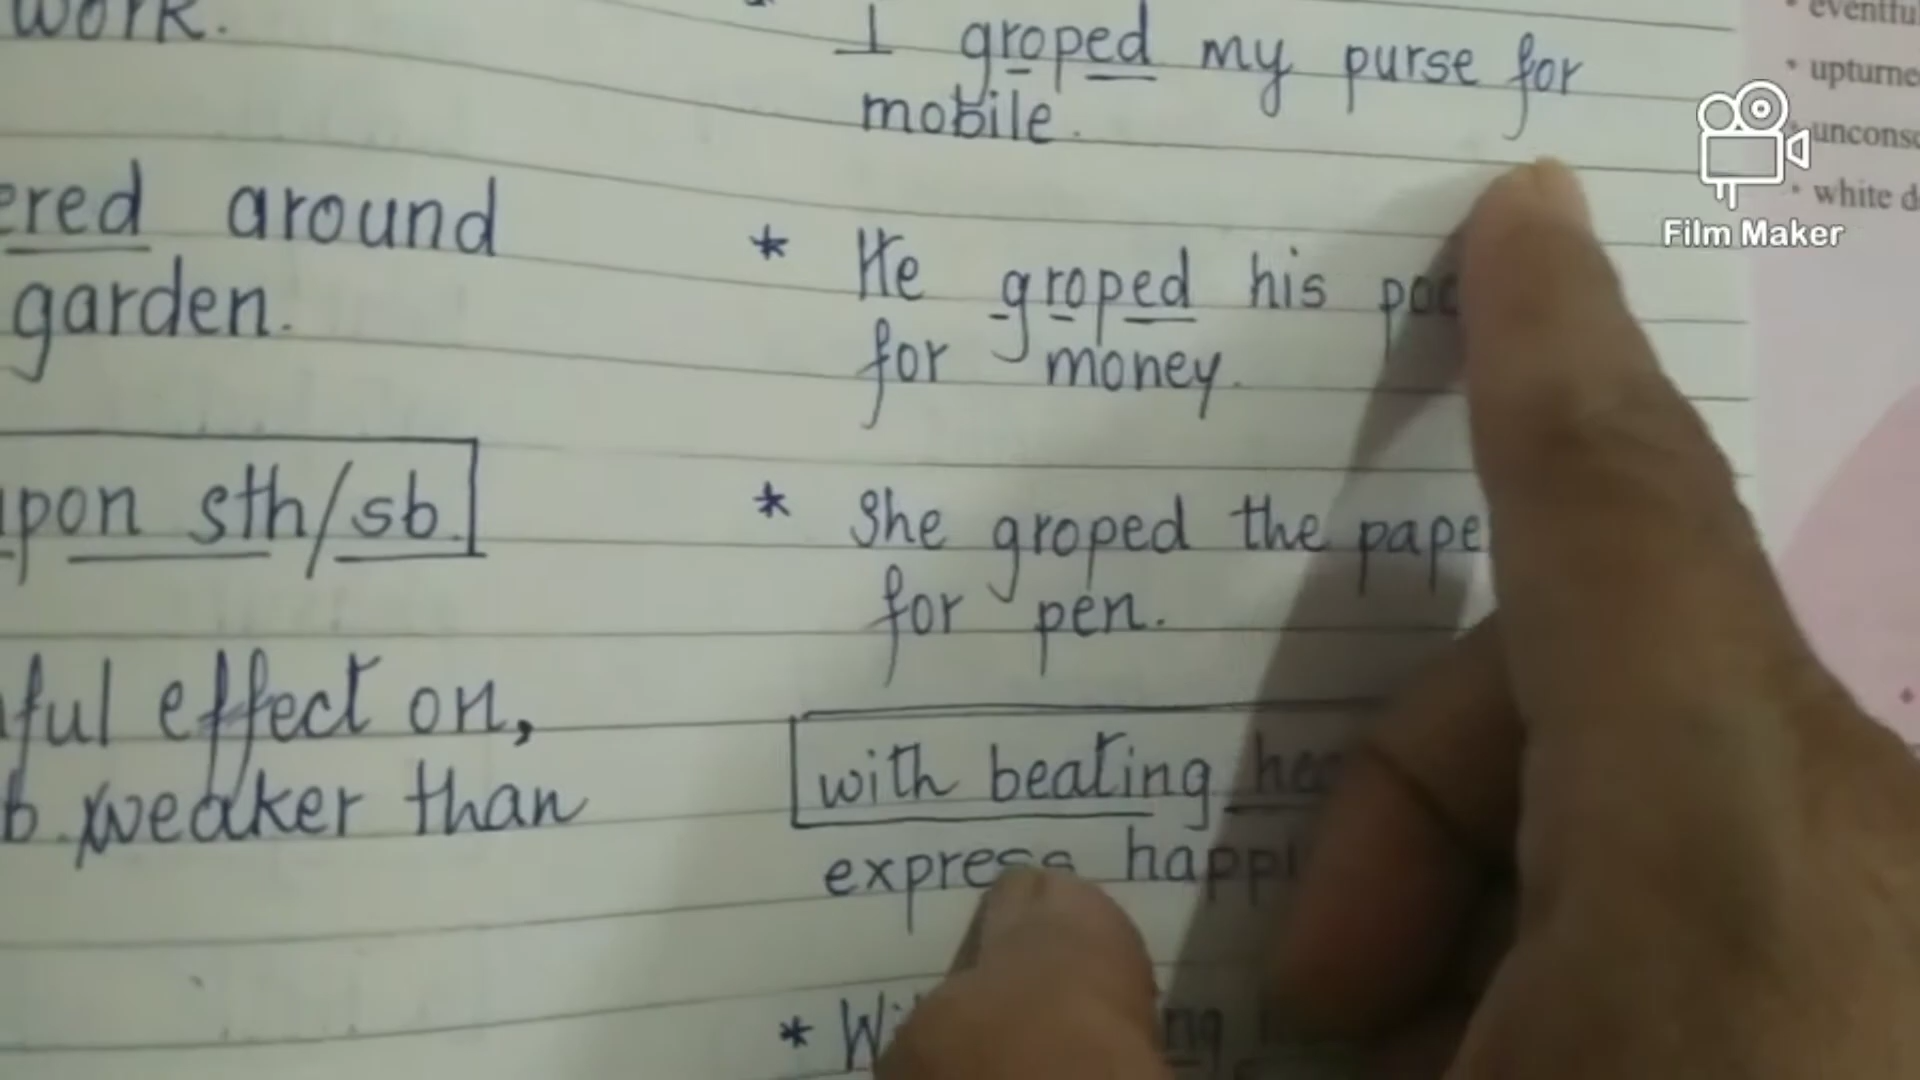 work.
ered around
garden.
upon sth/sb.
ful effect on,
weaker than
I groped my purse for
mobile.
* He groped his
for money.
* She groped the
for pen.
with beating
express
*
eventfu
upturne
unconsc
white d
Film Maker